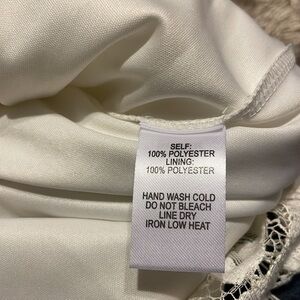 SELF:
100% POLYESTER
LINING:
100% POLYESTER
HAND WASH COLD
DO NOT BLEACH
LINE DRY
IRON LOW HEAT